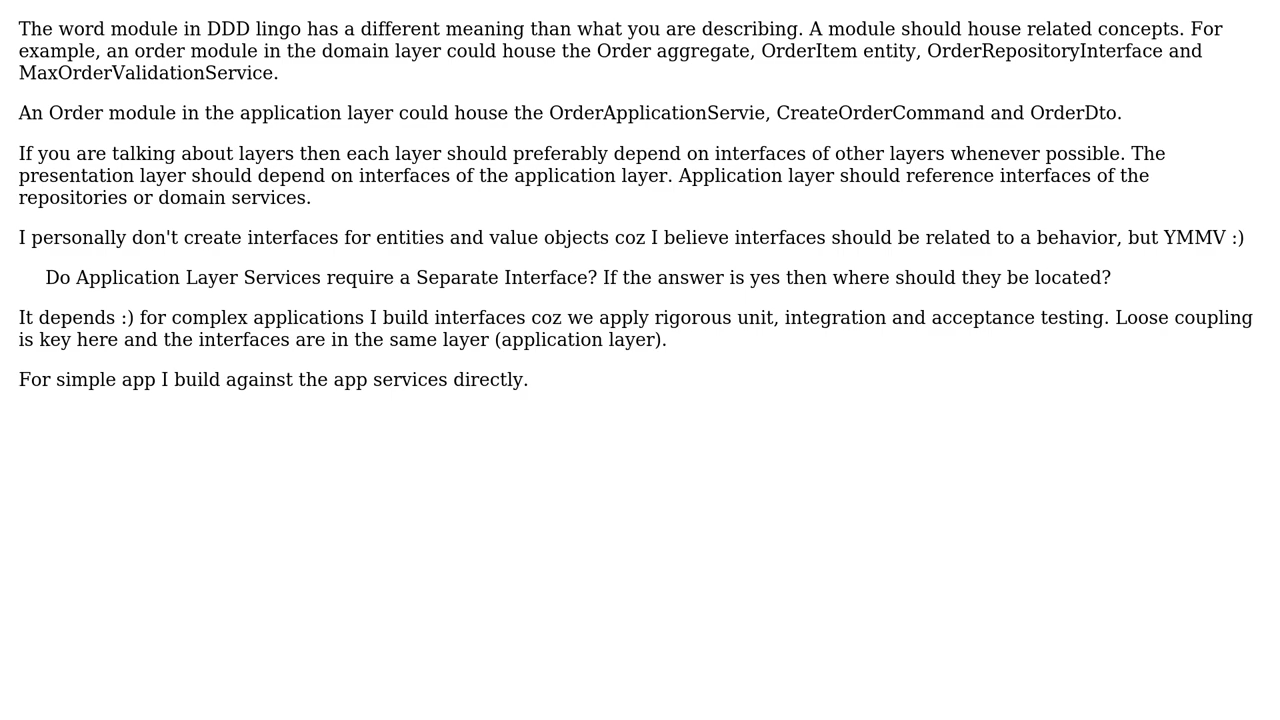 The word module in DDD lingo has a different meaning than what you are describing. A module should house related concepts. For
example, an order module in the domain layer could house the Order aggregate, OrderItem entity, OrderRepositoryInterface and
MaxOrderValidationService.
An Order module in the application layer could house the OrderApplicationServie, CreateOrderCommand and OrderDto.
If you are talking about layers then each layer should preferably depend on interfaces of other layers whenever possible. The
presentation layer should depend on interfaces of the application layer. Application layer should reference interfaces of the
repositories or domain services.
I personally don't create interfaces for entities and value objects coz I believe interfaces should be related to a behavior, but YMMV :)
Do Application Layer Services require a Separate Interface? If the answer is yes then where should they be located?
It depends :) for complex applications I build interfaces coz we apply rigorous unit, integration and acceptance testing. Loose coupling
is key here and the interfaces are in the same layer (application layer).
For simple app I build against the app services directly.